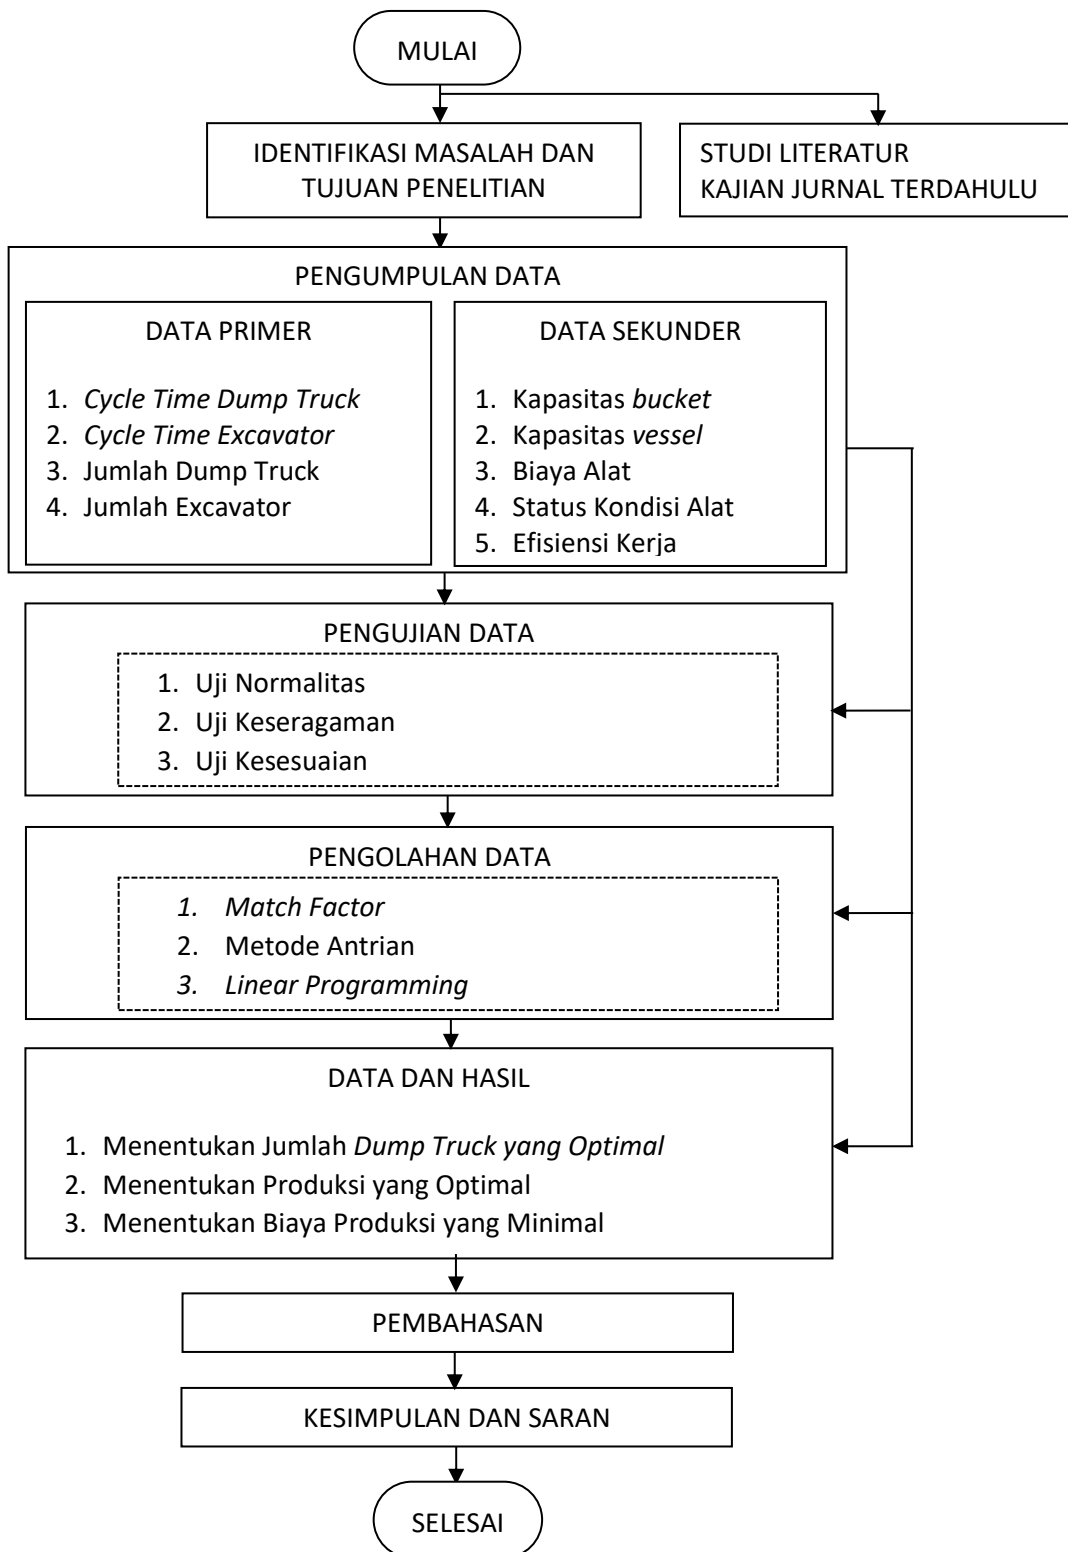 MULAI
IDENTIFIKASI MASALAH DAN
TUJUAN PENELITIAN
STUDI LITERATUR
KAJIAN JURNAL TERDAHULU
PENGUMPULAN DATA
DATA PRIMER
1. Cycle Time Dump Truck
2. Cycle Time Excavator
3. Jumlah Dump Truck
4. Jumlah Excavator
DATA SEKUNDER
1. Kapasitas bucket
2. Kapasitas vessel
3. Biaya Alat
4. Status Kondisi Alat
5. Efisiensi Kerja
PENGUJIAN DATA
1. Uji Normalitas
2. Uji Keseragaman
3. Uji Kesesuaian
PENGOLAHAN DATA
1. Match Factor
2. Metode Antrian
3. Linear Programming
DATA DAN HASIL
1. Menentukan Jumlah Dump Truck yang Optimal
2. Menentukan Produksi yang Optimal
3. Menentukan Biaya Produksi yang Minimal
PEMBAHASAN
KESIMPULAN DAN SARAN
SELESAI